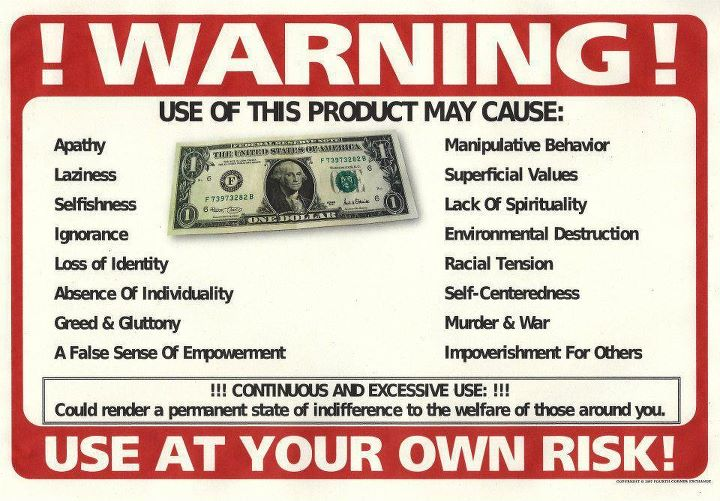 ! WARNING !
USE OF THIS PRODUCT MAY CAUSE:
Apathy
Laziness
Selfishness
Ignorance
Loss of Identity
Absence Of Individuality
Greed & Gluttony
A False Sense Of Empowerment
FEDERAL RESERVE NOTE
THE UNITED STATES OF AMERICA
F 73973282 B
F 73973282 B
ONE DOLLAR
Manipulative Behavior
Superficial Values
Lack Of Spirituality
Environmental Destruction
Racial Tension
Self-Centeredness
Murder & War
Impoverishment For Others
!!! CONTINUOUS AND EXCESSIVE USE: !!!
Could render a permanent state of indifference to the welfare of those around you.
USE AT YOUR OWN RISK!
COPYRIGHT © 2007 FOURTH CORNER EXCHANGE